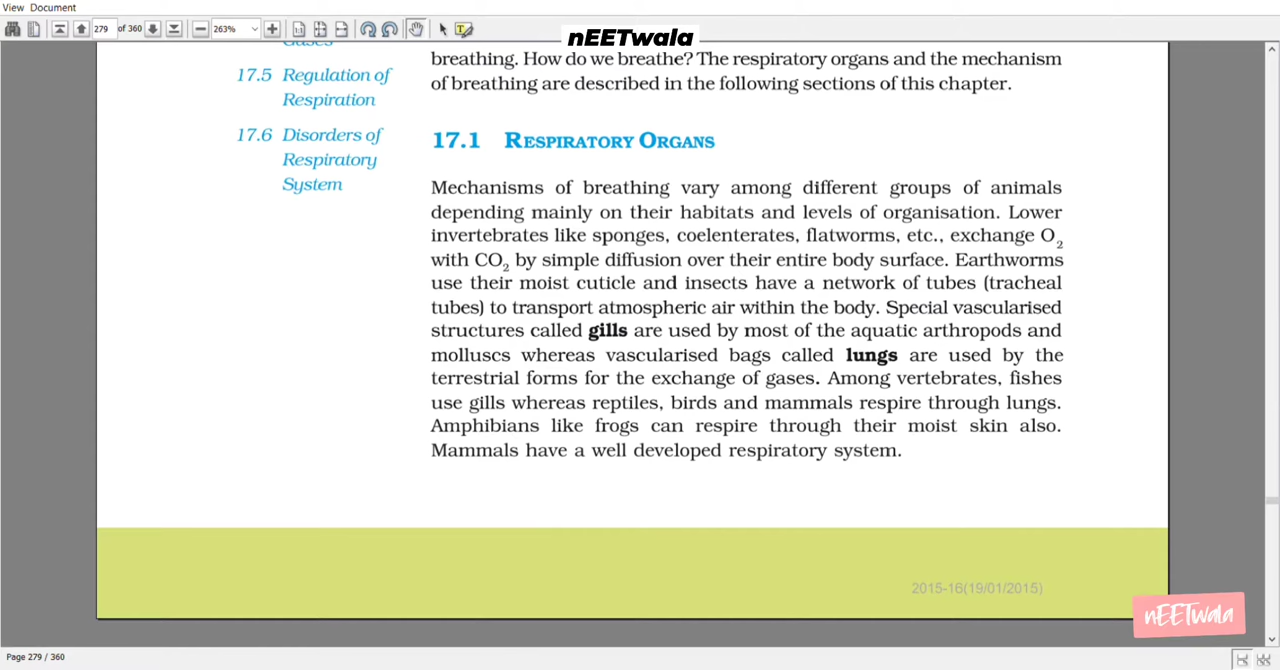 View Document
279 of 360 263%
nEETwala
Gases
17.5 Regulation of
Respiration
17.6 Disorders of
Respiratory
System
breathing. How do we breathe? The respiratory organs and the mechanism
of breathing are described in the following sections of this chapter.
17.1 RESPIRATORY ORGANS
Mechanisms of breathing vary among different groups of animals
depending mainly on their habitats and levels of organisation. Lower
invertebrates like sponges, coelenterates, flatworms, etc., exchange O₂
with CO₂ by simple diffusion over their entire body surface. Earthworms
use their moist cuticle and insects have a network of tubes (tracheal
tubes) to transport atmospheric air within the body. Special vascularised
structures called gills are used by most of the aquatic arthropods and
molluscs whereas vascularised bags called lungs are used by the
terrestrial forms for the exchange of gases. Among vertebrates, fishes
use gills whereas reptiles, birds and mammals respire through lungs.
Amphibians like frogs can respire through their moist skin also.
Mammals have a well developed respiratory system.
2015-16(19/01/2015)
nEETwala
Page 279 / 360